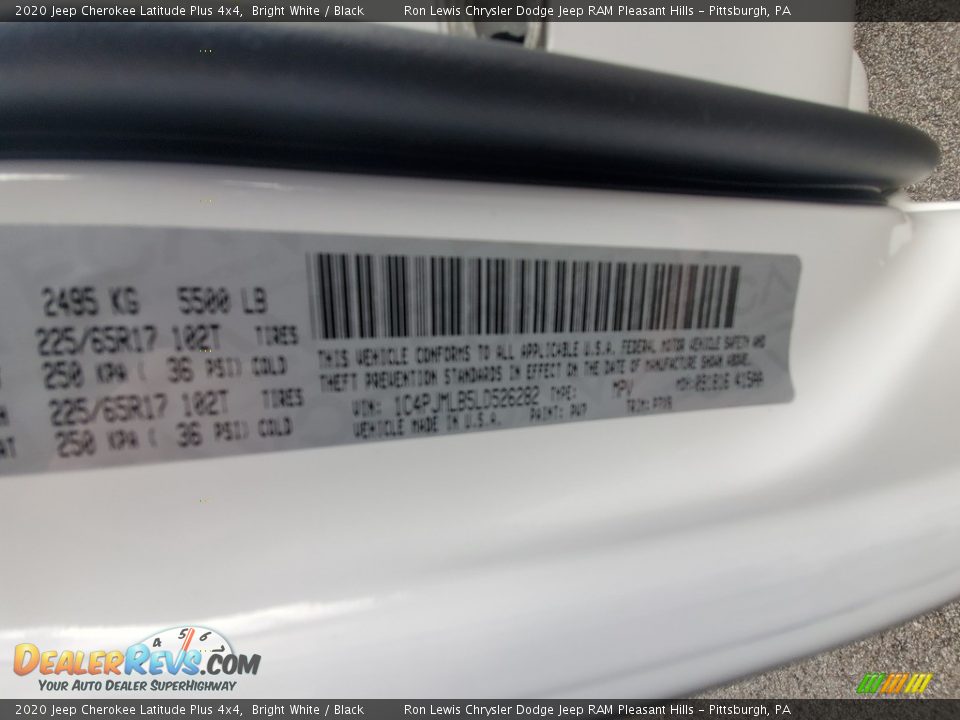 2020 Jeep Cherokee Latitude Plus 4x4, Bright White / Black Ron Lewis Chrysler Dodge Jeep RAM Pleasant Hills - Pittsburgh, PA
2495 KG 5500 LB
225/65R17 102T TIRES
250 KPA ( 36 PSI) COLD
225/65R17 102T TIRES
250 KPA ( 36 PSI) COLD
THIS VEHICLE CONFORMS TO ALL APPLICABLE U.S.A. FEDERAL MOTOR VEHICLE SAFETY AND
THEFT PREVENTION STANDARDS IN EFFECT ON THE DATE OF MANUFACTURE SHOWN ABOVE.
VIN: 1C4PJMLB5LD526282 TYPE: MPV
VEHICLE MADE IN U.S.A. PAINT: PW7 TRIM:
4 5 6
DEALERREVS.COM
YOUR AUTO DEALER SUPERHIGHWAY
2020 Jeep Cherokee Latitude Plus 4x4, Bright White / Black Ron Lewis Chrysler Dodge Jeep RAM Pleasant Hills - Pittsburgh, PA